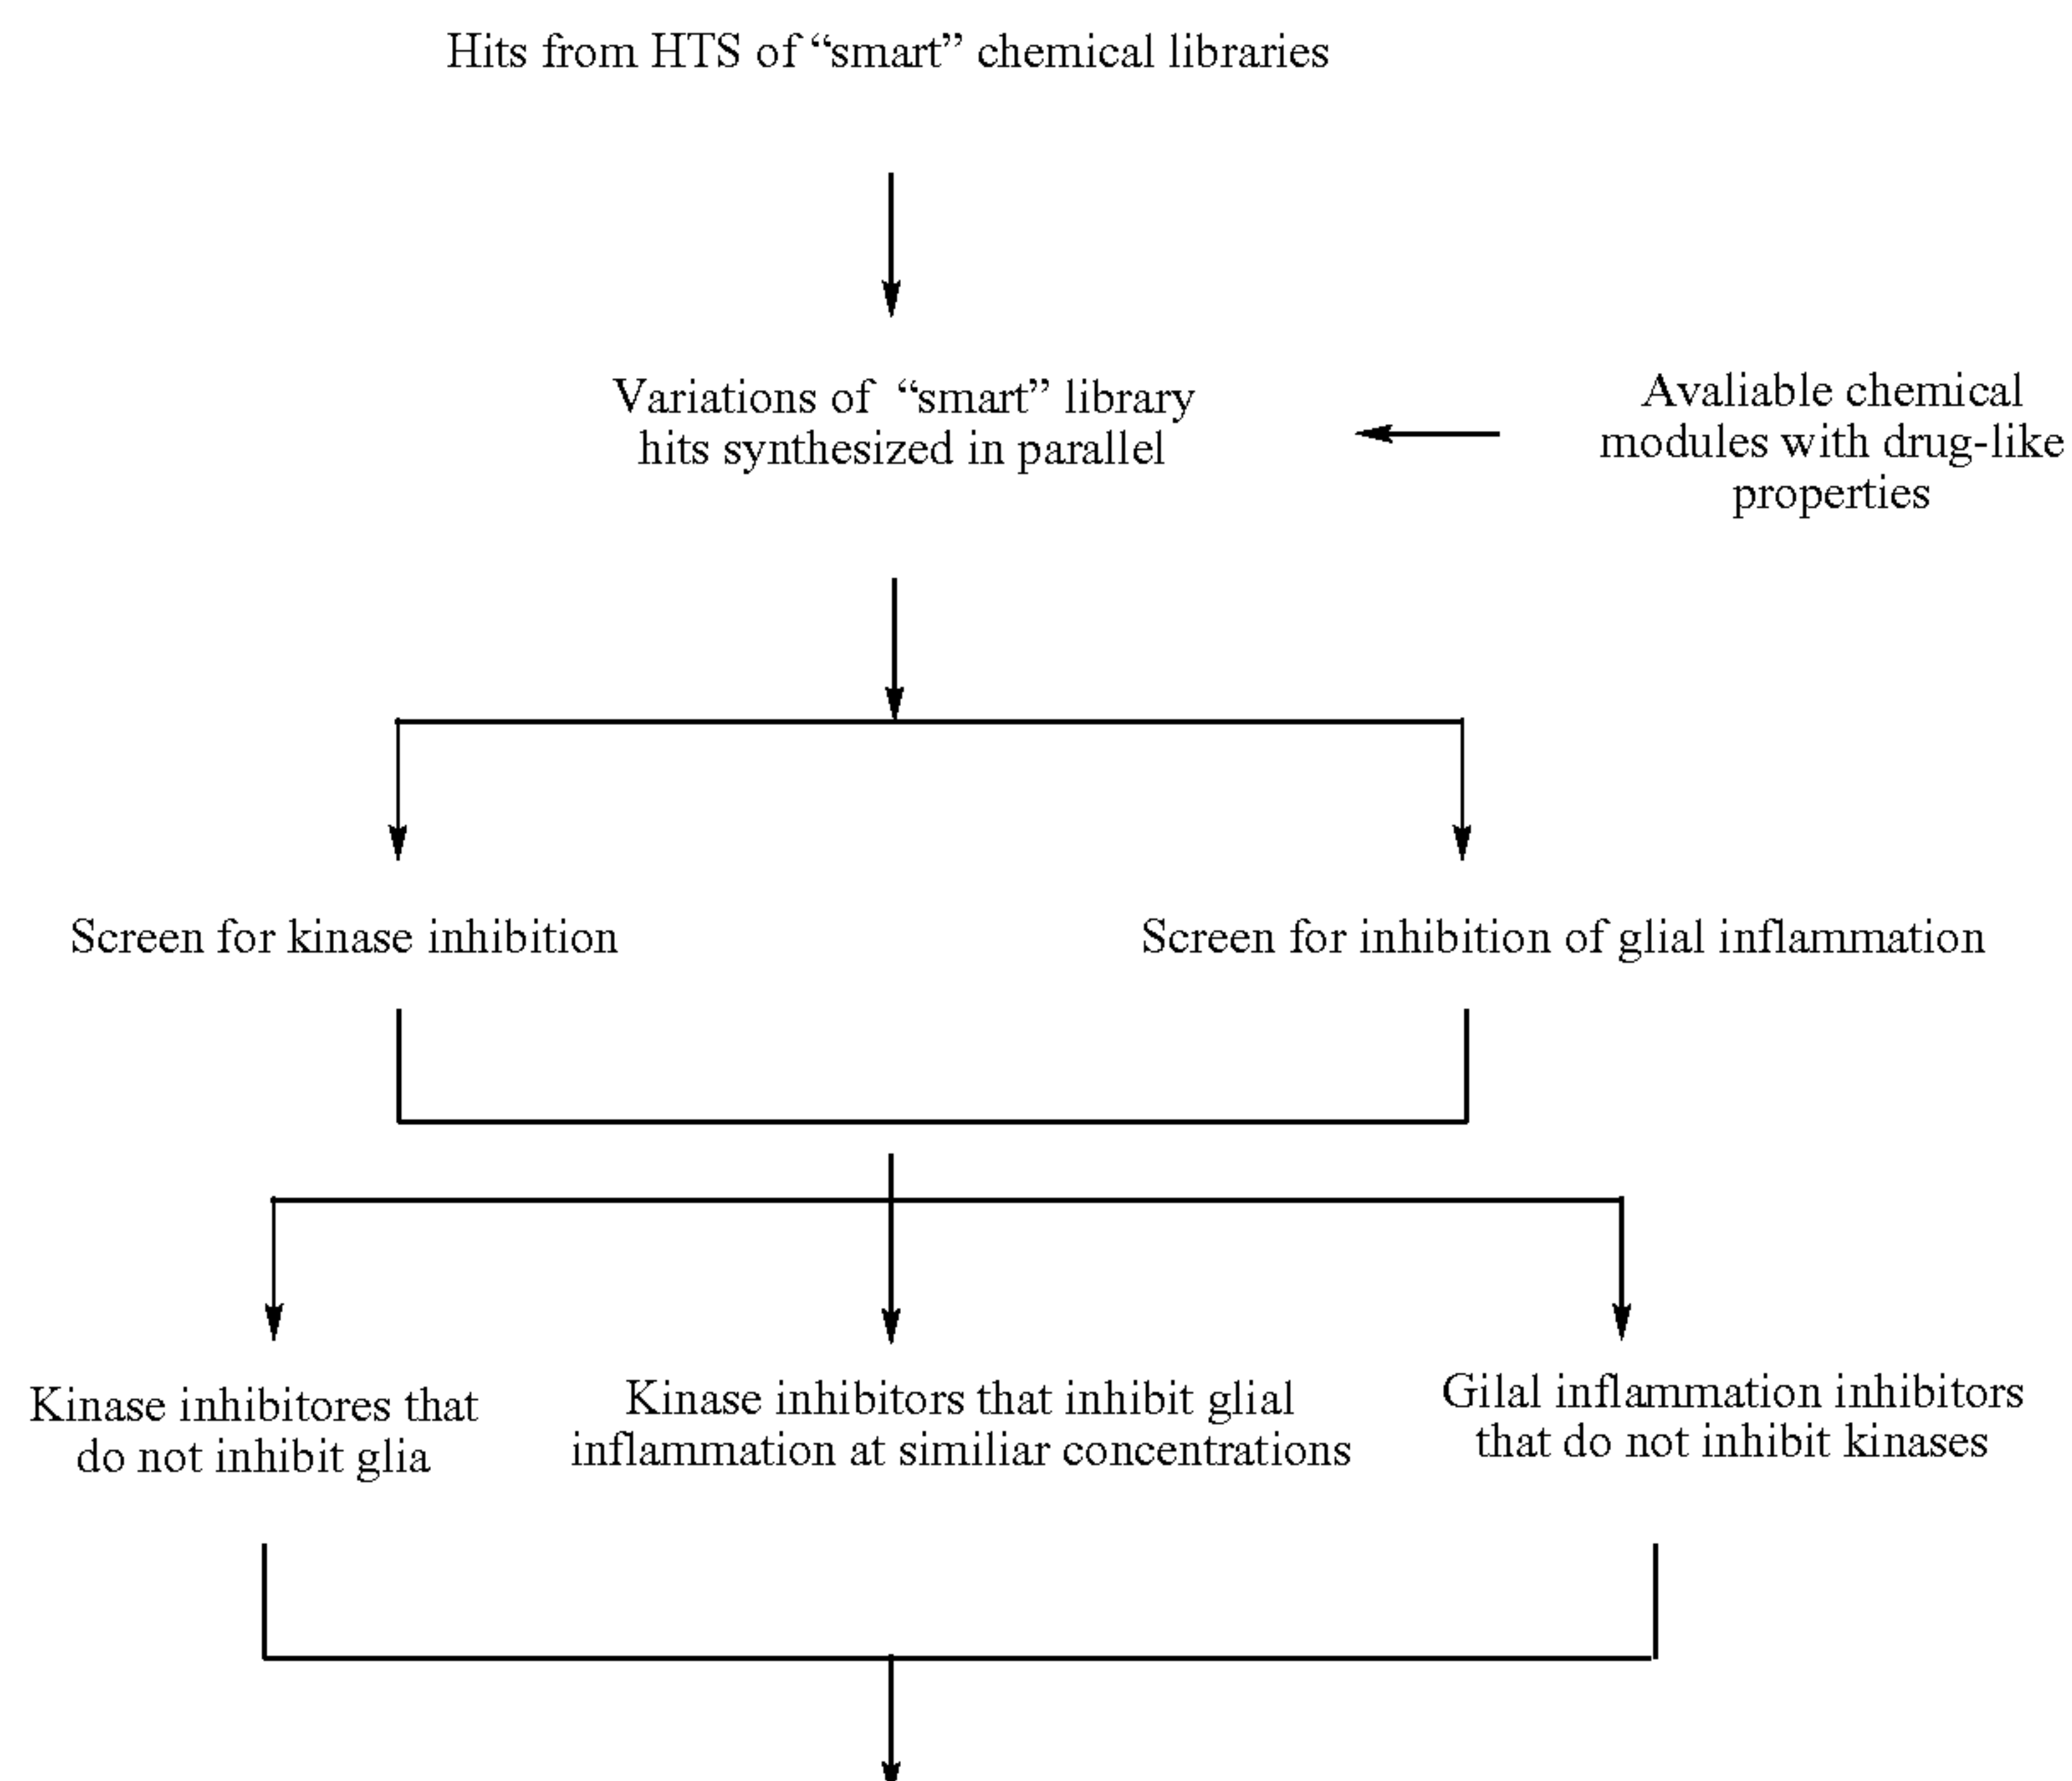 Hits from HTS of “smart” chemical libraries
Variations of “smart” library
hits synthesized in parallel
Avaliable chemical
modules with drug-like
properties
Screen for kinase inhibition
Screen for inhibition of glial inflammation
Kinase inhibitores that
do not inhibit glia
Kinase inhibitors that inhibit glial
inflammation at similiar concentrations
Gilal inflammation inhibitors
that do not inhibit kinases